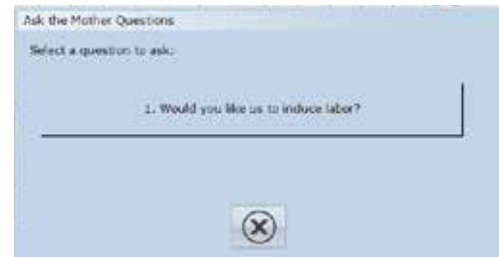 Ask the Mother Questions
Select a question to ask:
1. Would you like us to induce labor?